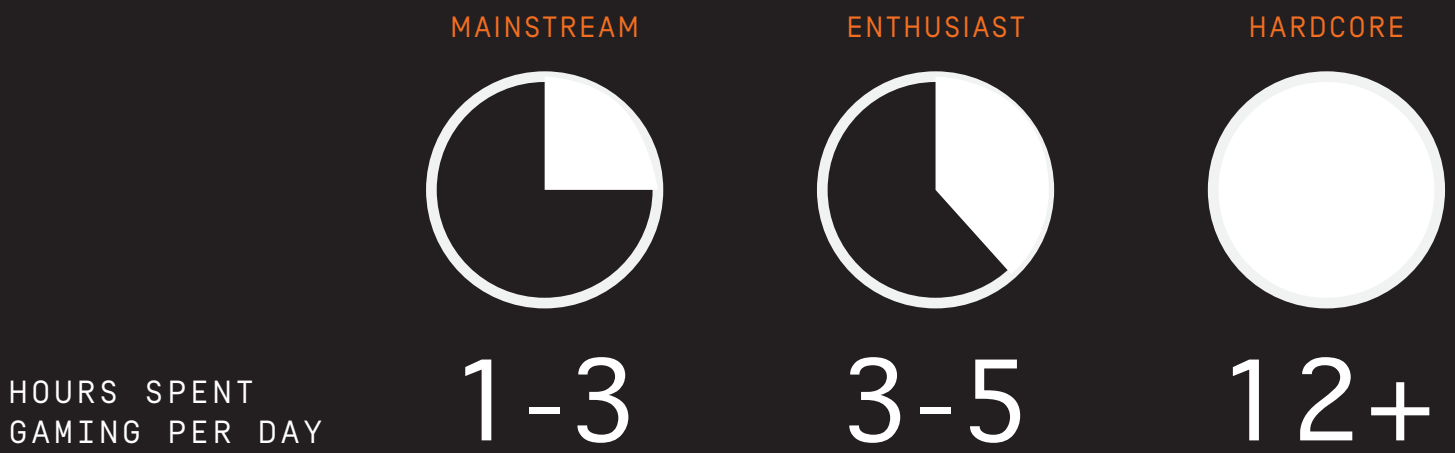 MAINSTREAM ENTHUSIAST HARDCORE
HOURS SPENT
GAMING PER DAY
1-3 3-5 12+